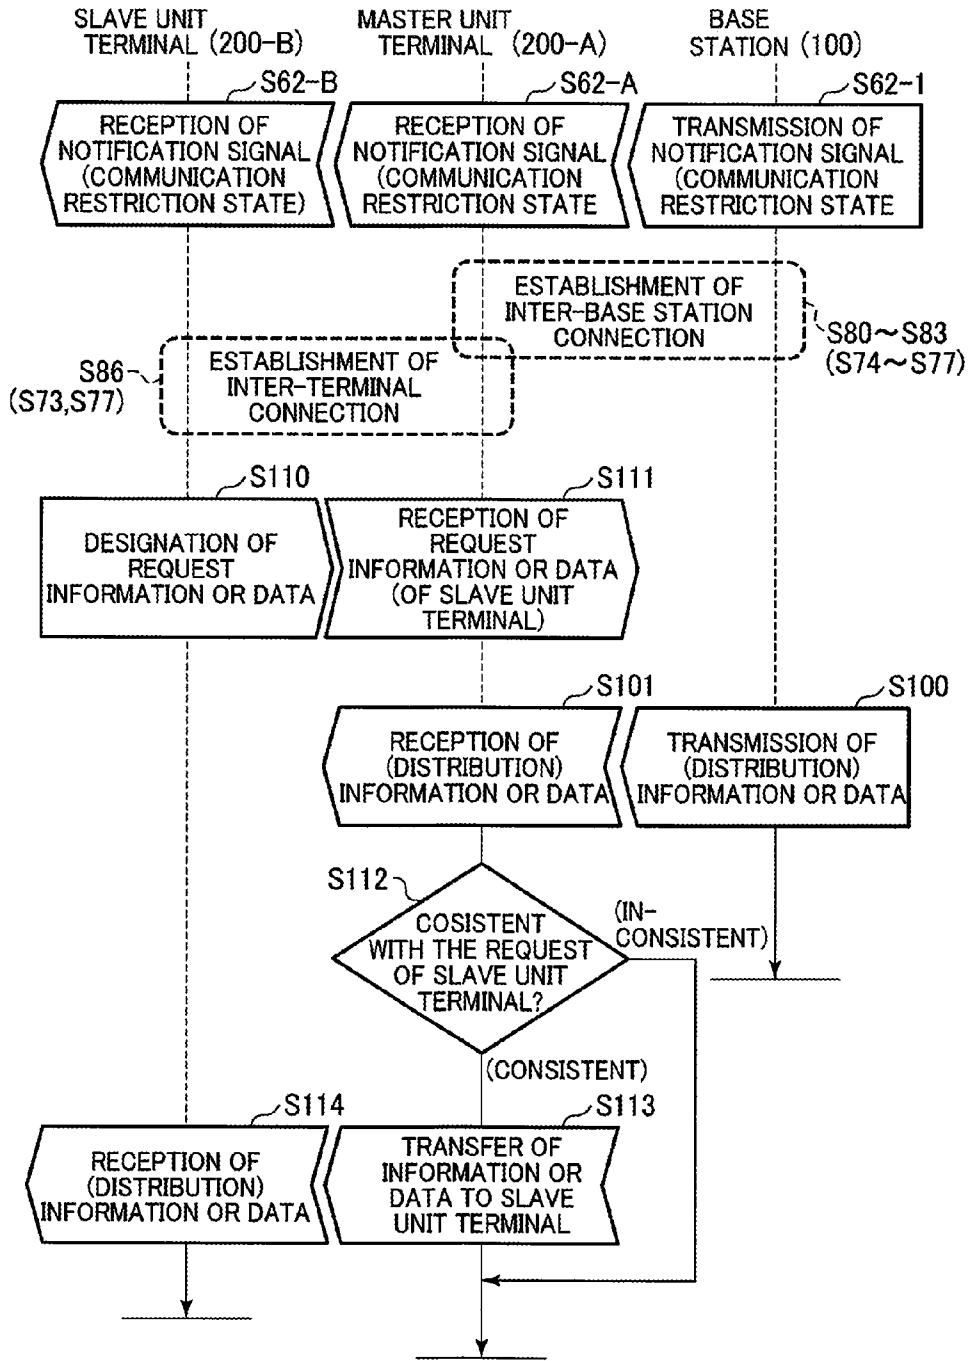 SLAVE UNIT
TERMINAL (200-B)
MASTER UNIT
TERMINAL (200-A)
BASE
STATION (100)
S62-B
S62-A
S62-1
RECEPTION OF
NOTIFICATION SIGNAL
(COMMUNICATION
RESTRICTION STATE)
RECEPTION OF
NOTIFICATION SIGNAL
(COMMUNICATION
RESTRICTION STATE
TRANSMISSION OF
NOTIFICATION SIGNAL
(COMMUNICATION
RESTRICTION STATE
ESTABLISHMENT OF
INTER-BASE STATION
CONNECTION
S80～S83
(S74～S77)
S86
(S73,S77)
ESTABLISHMENT OF
INTER-TERMINAL
CONNECTION
S110
S111
DESIGNATION OF
REQUEST
INFORMATION OR DATA
RECEPTION OF
REQUEST
INFORMATION OR DATA
(OF SLAVE UNIT
TERMINAL)
S101
S100
RECEPTION OF
(DISTRIBUTION)
INFORMATION OR DATA
TRANSMISSION OF
(DISTRIBUTION)
INFORMATION OR DATA
S112
COSISTENT
WITH THE REQUEST
OF SLAVE UNIT
TERMINAL?
(IN-
CONSISTENT)
(CONSISTENT)
S114
S113
RECEPTION OF
(DISTRIBUTION)
INFORMATION OR DATA
TRANSFER OF
INFORMATION OR
DATA TO SLAVE
UNIT TERMINAL